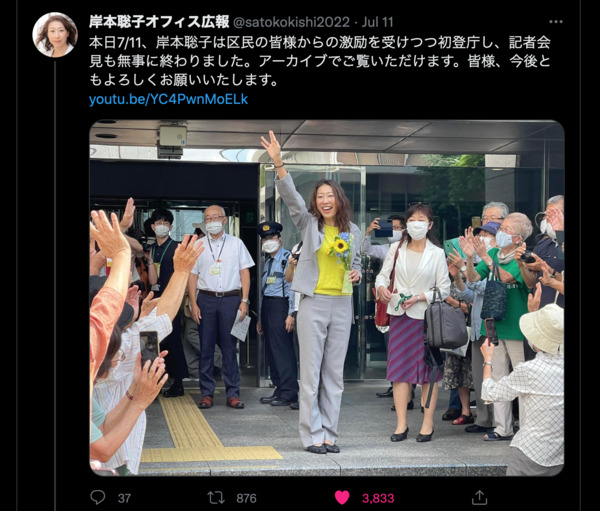 岸本聡子オフィス広報 @satokokishi2022 · Jul 11
本日7/11、岸本聡子は区民の皆様からの激励を受けつつ初登庁し、記者会
見も無事に終わりました。アーカイブでご覧いただけます。皆様、今後と
もよろしくお願いいたします。
youtu.be/YC4PwnMoELk
37 876 3,833